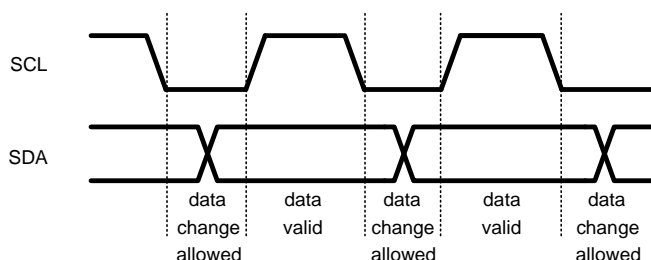 SCL
SDA
data data data data data
change valid change valid change
allowed allowed allowed